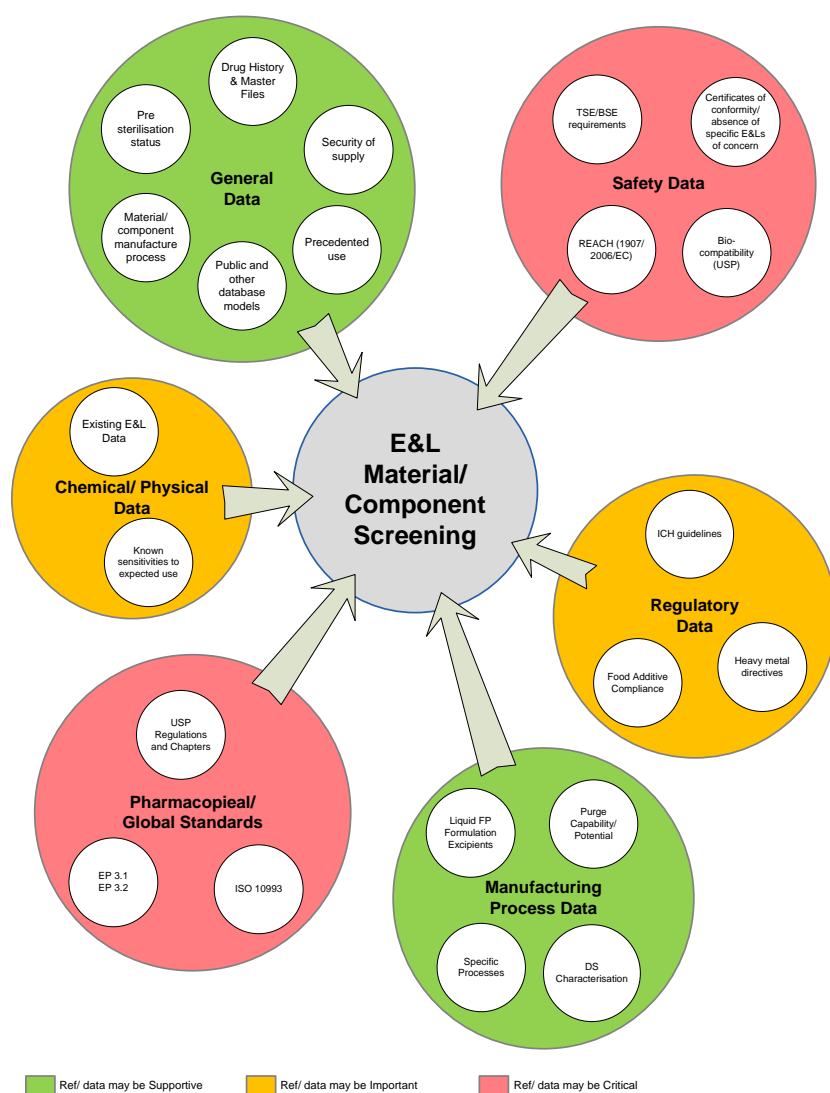 Drug History
& Master
Files
Pre
sterilisation
status
Security of
supply
General
Data
Material/
component
manufacture
process
Precedented
use
Public and
other
database
models
TSE/BSE
requirements
Certificates of
conformity/
absence of
specific E&Ls
of concern
Safety Data
REACH (1907/
2006/EC)
Bio-
compatibility
(USP)
Existing E&L
Data
Chemical/ Physical
Data
Known
sensitivities to
expected use
E&L
Material/
Component
Screening
ICH guidelines
Regulatory
Data
Food Additive
Compliance
Heavy metal
directives
USP
Regulations
and Chapters
Pharmacopieal/
Global Standards
EP 3.1
EP 3.2
ISO 10993
Liquid FP
Formulation
Excipients
Purge
Capability/
Potential
Manufacturing
Process Data
Specific
Processes
DS
Characterisation
Ref/ data may be Supportive
Ref/ data may be Important
Ref/ data may be Critical